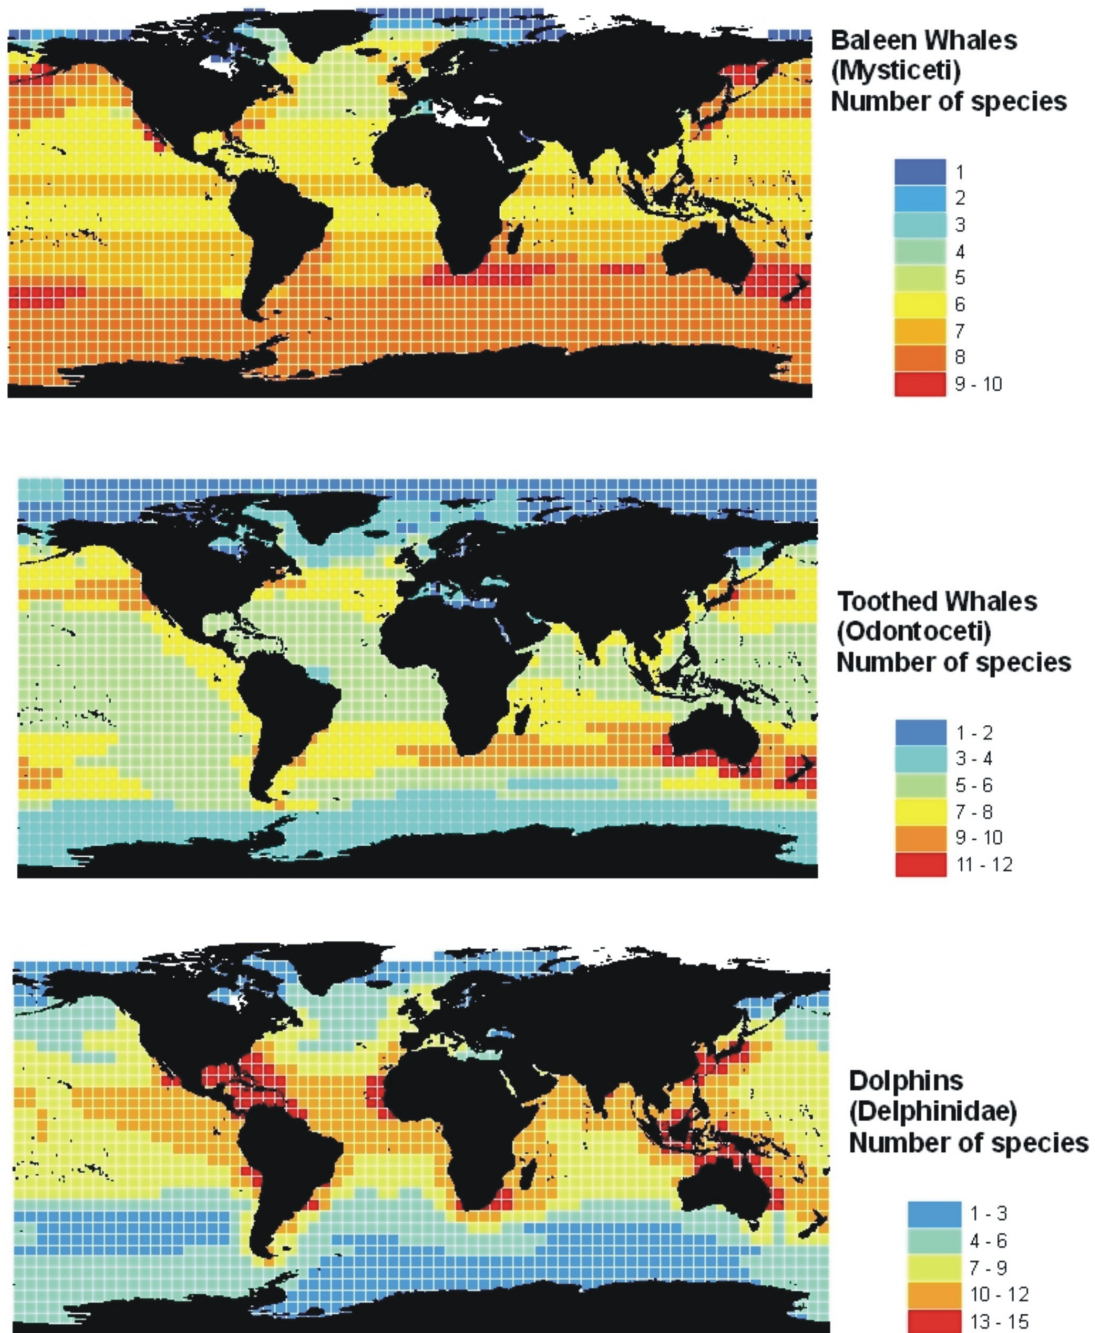 Baleen Whales
(Mysticeti)
Number of species
1
2
3
4
5
6
7
8
9 - 10
Toothed Whales
(Odontoceti)
Number of species
1 - 2
3 - 4
5 - 6
7 - 8
9 - 10
11 - 12
Dolphins
(Delphinidae)
Number of species
1 - 3
4 - 6
7 - 9
10 - 12
13 - 15